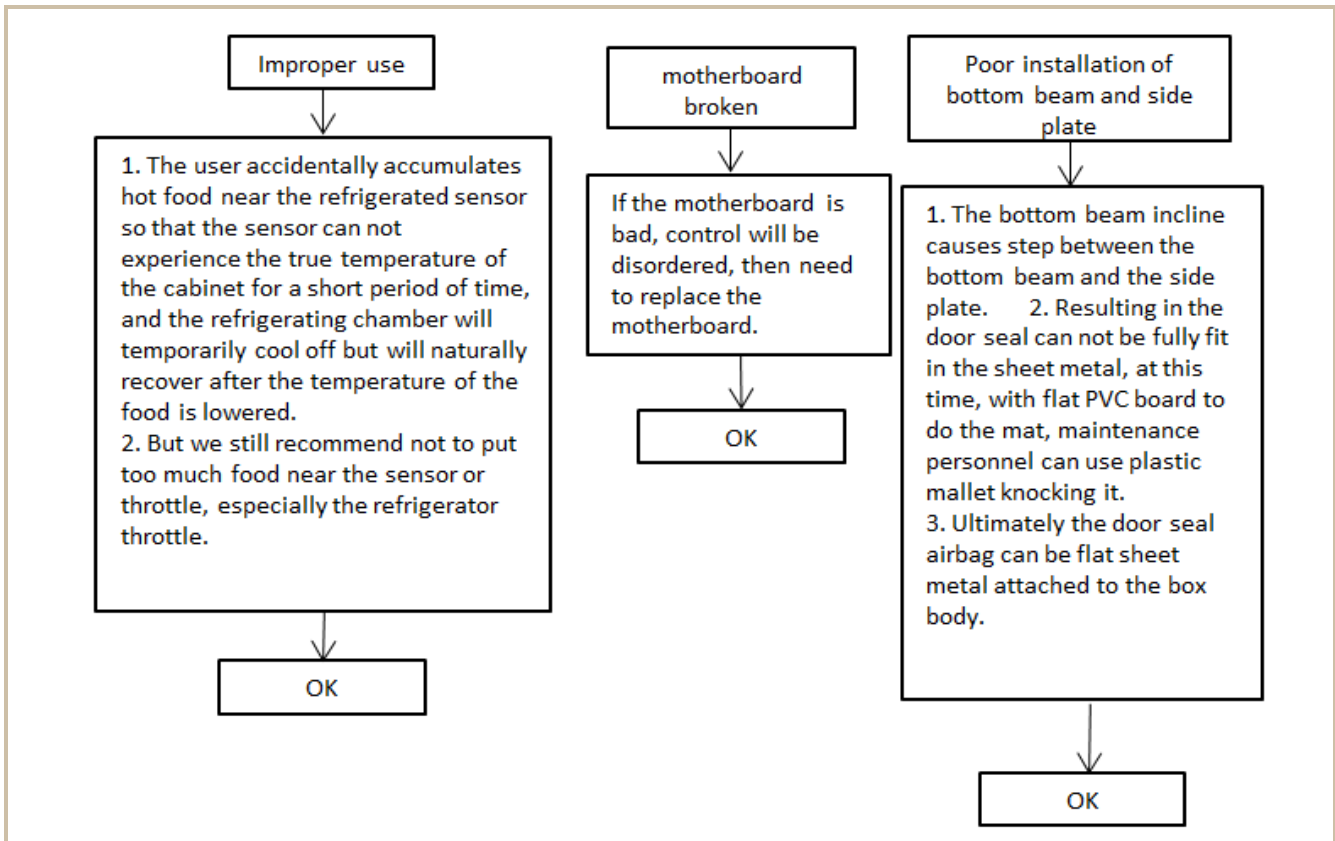 Improper use
1. The user accidentally accumulates
hot food near the refrigerated sensor
so that the sensor can not
experience the true temperature of
the cabinet for a short period of time,
and the refrigerating chamber will
temporarily cool off but will naturally
recover after the temperature of the
food is lowered.
2. But we still recommend not to put
too much food near the sensor or
throttle, especially the refrigerator
throttle.
OK
motherboard
broken
If the motherboard is
bad, control will be
disordered, then need
to replace the
motherboard.
OK
Poor installation of
bottom beam and side
plate
1. The bottom beam incline
causes step between the
bottom beam and the side
plate. 2. Resulting in the
door seal can not be fully fit
in the sheet metal, at this
time, with flat PVC board to
do the mat, maintenance
personnel can use plastic
mallet knocking it.
3. Ultimately the door seal
airbag can be flat sheet
metal attached to the box
body.
OK